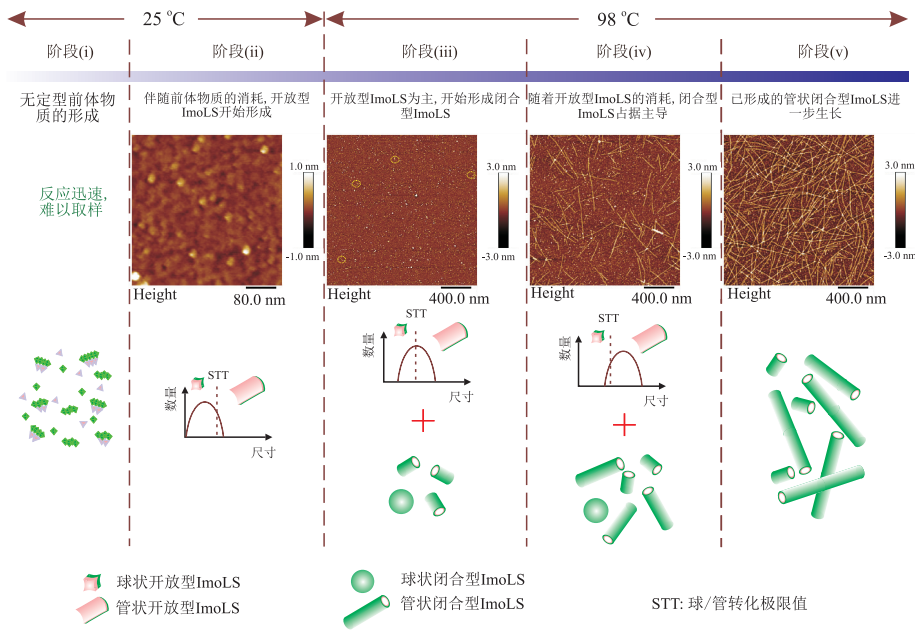 25 °C
98 °C
阶段(i)
阶段(ii)
阶段(iii)
阶段(iv)
阶段(v)
无定型前体物
质的形成
伴随前体物质的消耗, 开放型
ImoLS开始形成
开放型ImoLS为主, 开始形成闭合
型ImoLS
随着开放型ImoLS的消耗, 闭合型
ImoLS占据主导
已形成的管状闭合型ImoLS进
一步生长
反应迅速,
难以取样
1.0 nm
-1.0 nm
3.0 nm
-3.0 nm
3.0 nm
-3.0 nm
3.0 nm
-3.0 nm
Height
80.0 nm
Height
400.0 nm
Height
400.0 nm
Height
400.0 nm
STT
数量
尺寸
STT
数量
尺寸
STT
数量
尺寸
球状开放型ImoLS
管状开放型ImoLS
球状闭合型ImoLS
管状闭合型ImoLS
STT: 球/管转化极限值